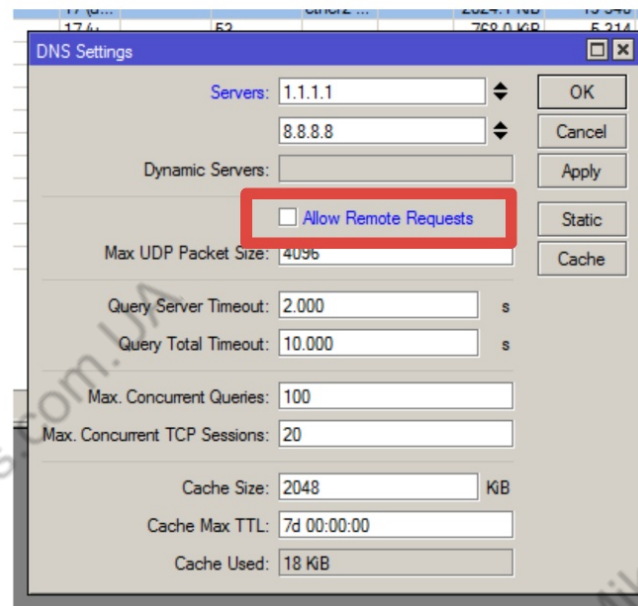 53
DNS Settings
Servers: 1.1.1.1
8.8.8.8
Dynamic Servers:
Allow Remote Requests
Max UDP Packet Size: 4096
Query Server Timeout: 2.000 s
Query Total Timeout: 10.000 s
Max. Concurrent Queries: 100
Max. Concurrent TCP Sessions: 20
Cache Size: 2048 KiB
Cache Max TTL: 7d 00:00:00
Cache Used: 18 KiB
OK
Cancel
Apply
Static
Cache
s.com.UA